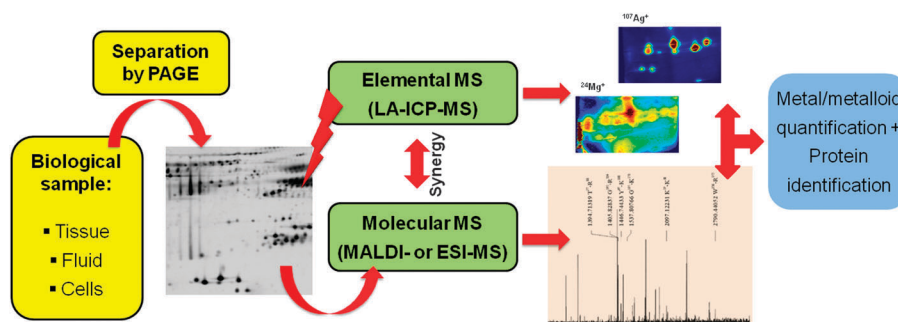 Separation
by PAGE
Biological
sample:
▪ Tissue
▪ Fluid
▪ Cells
Elemental MS
(LA-ICP-MS)
Synergy
Molecular MS
(MALDI- or ESI-MS)
¹⁰⁷Ag⁺
²⁴Mg⁺
Metal/metalloid
quantification +
Protein
identification